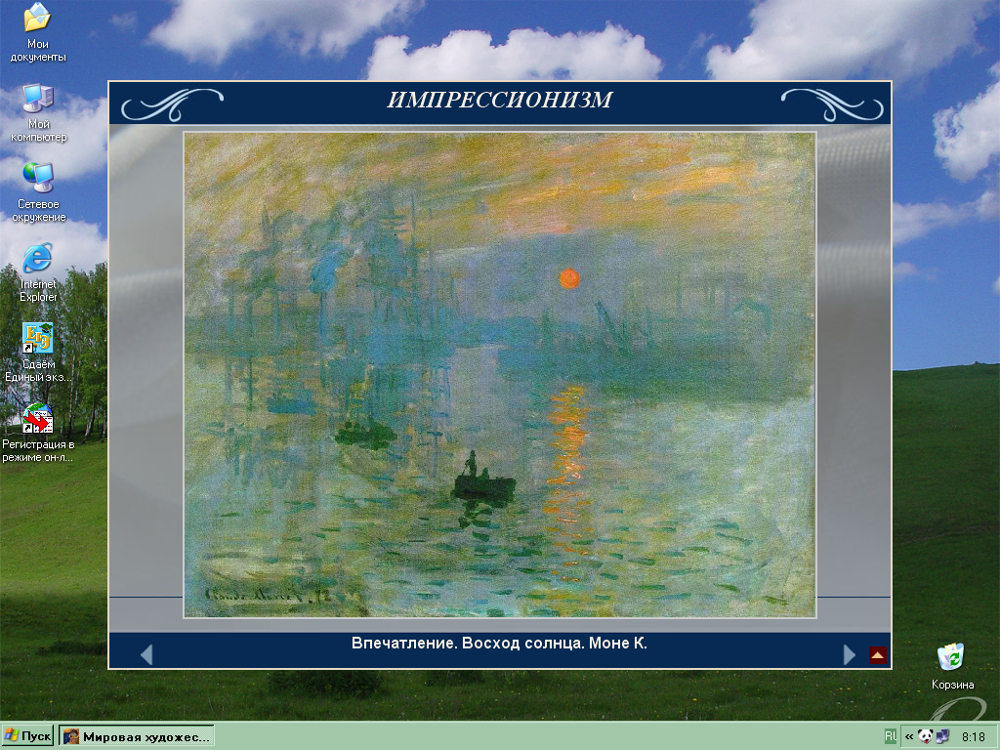 Мои
документы
Мой
компьютер
Сетевое
окружение
Internet
Explorer
ЕГЭ
Сдаём
Единый экз...
Регистрация в
режиме он-л...
ИМПРЕССИОНИЗМ
Впечатление. Восход солнца. Моне К.
Корзина
Пуск
Мировая художес...
RU
«
8:18